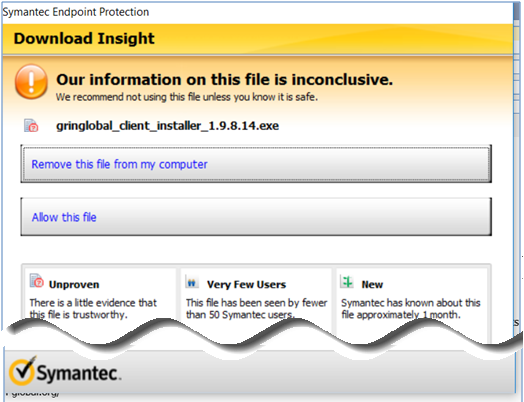 Symantec Endpoint Protection
Download Insight
Our information on this file is inconclusive.
We recommend not using this file unless you know it is safe.
gringlobal_client_installer_1.9.8.14.exe
Remove this file from my computer
Allow this file
Unproven
There is a little evidence that
this file is trustworthy.
Very Few Users
This file has been seen by fewer
than 50 Symantec users.
New
Symantec has known about this
file approximately 1 month.
Symantec.